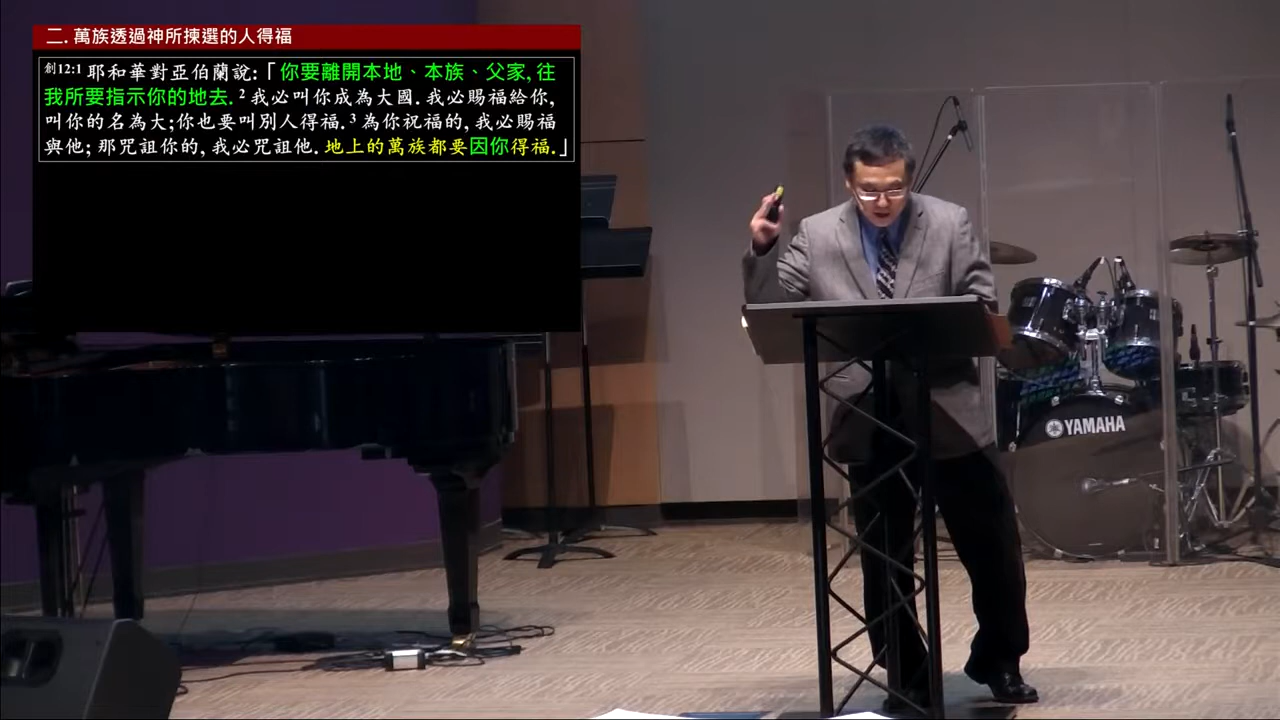 二. 萬族透過神所揀選的人得福
創12:1 耶和華對亞伯蘭說:「你要離開本地、本族、父家, 往
我所要指示你的地去. 2 我必叫你成為大國. 我必賜福給你,
叫你的名為大; 你也要叫別人得福. 3 為你祝福的, 我必賜福
與他; 那咒詛你的, 我必咒詛他. 地上的萬族都要因你得福.」
YAMAHA